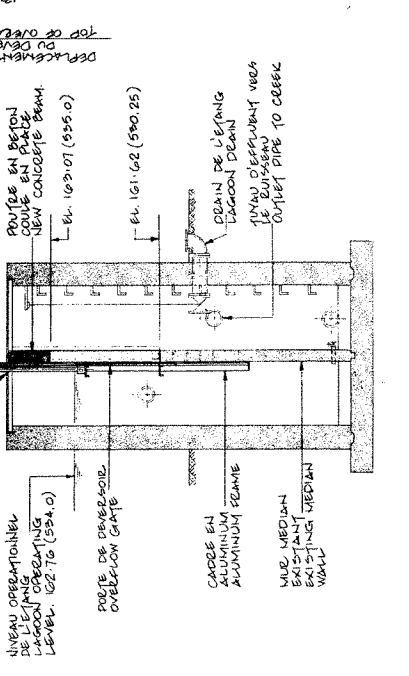 DEPLACEMENT
DU DEVE
TOP OF OVER
POUTRE EN BETON
COULE EN PLACE
NEW CONCRETE BEAM.
EL. 163.07 (535.0)
EL. 161.62 (530.25)
DRAIN DE L'ETANG
LAGOON DRAIN
TUYAU D'EFFLUENT VERS
LE RUISSEAU
OUTLET PIPE TO CREEK
NIVEAU OPERATIONNEL
DE L'ETANG
LAGOON OPERATING
LEVEL. 162.76 (534.0)
PORTE DE DEVERSOIR
OVERFLOW GATE
CADRE EN
ALUMINUM
ALUMINUM FRAME
MUR MEDIAN
EXISTANT
EXISTING MEDIAN
WALL